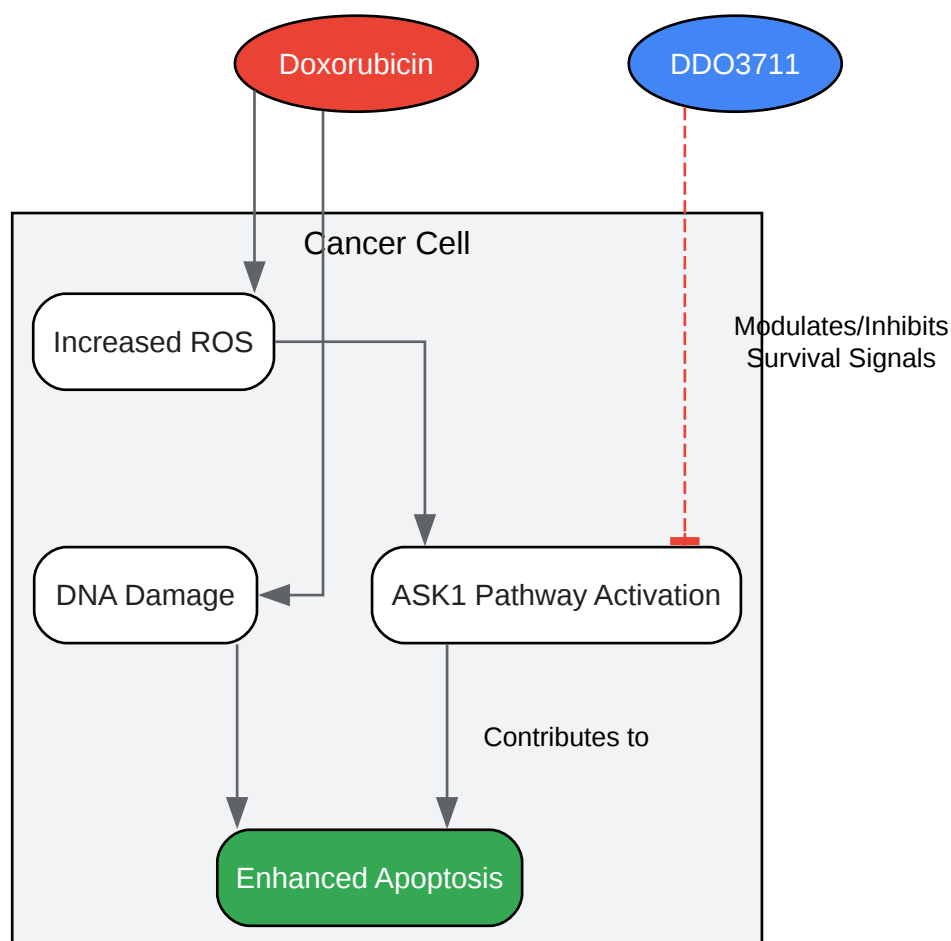 Doxorubicin
DDO3711
Cancer Cell
Increased ROS
Modulates/Inhibits
Survival Signals
DNA Damage
ASK1 Pathway Activation
Contributes to
Enhanced Apoptosis